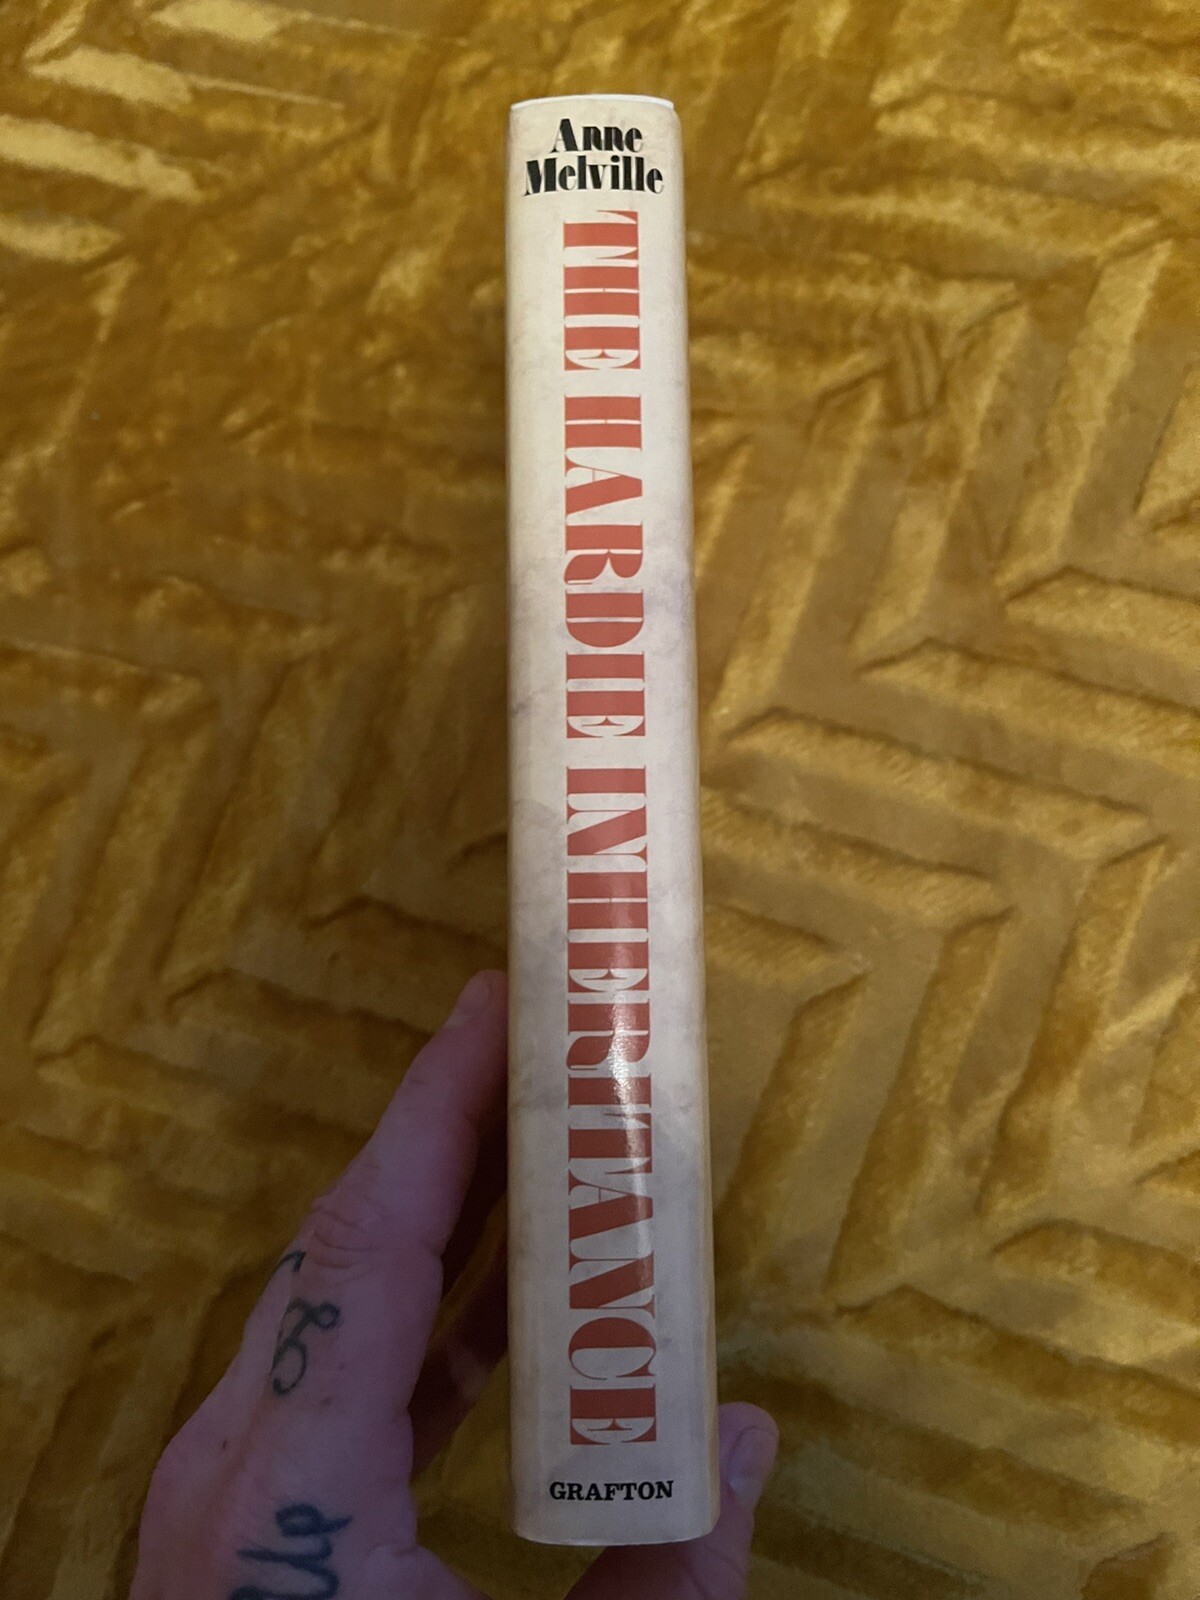 Anne
Melville
THE HARDIE INHERITANCE
GRAFTON